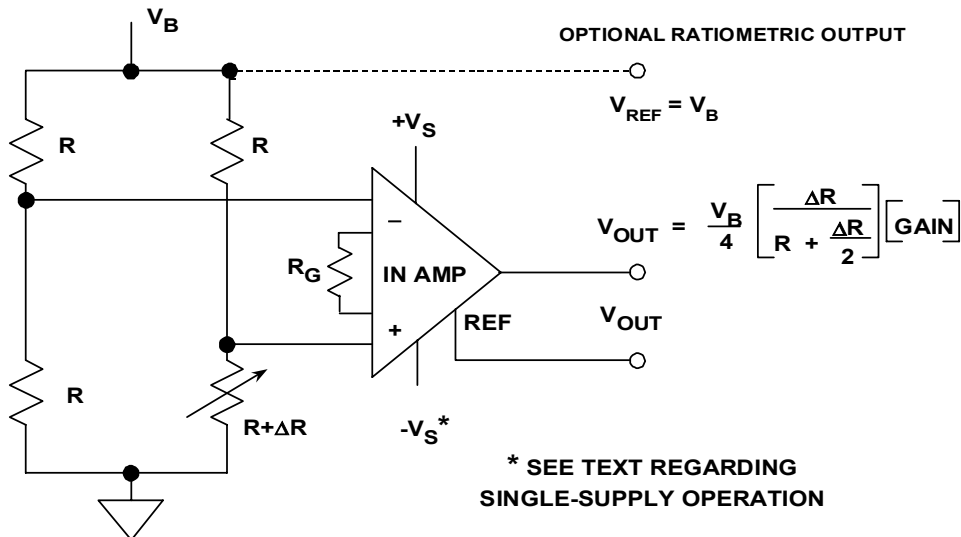 V_B
OPTIONAL RATIOMETRIC OUTPUT
V_REF = V_B
+V_S
R
R
−
V_OUT = V_B/4 [ΔR / (R + ΔR/2)] [GAIN]
R_G
IN AMP
V_OUT
REF
+
R
R+ΔR
-V_S*
* SEE TEXT REGARDING
SINGLE-SUPPLY OPERATION